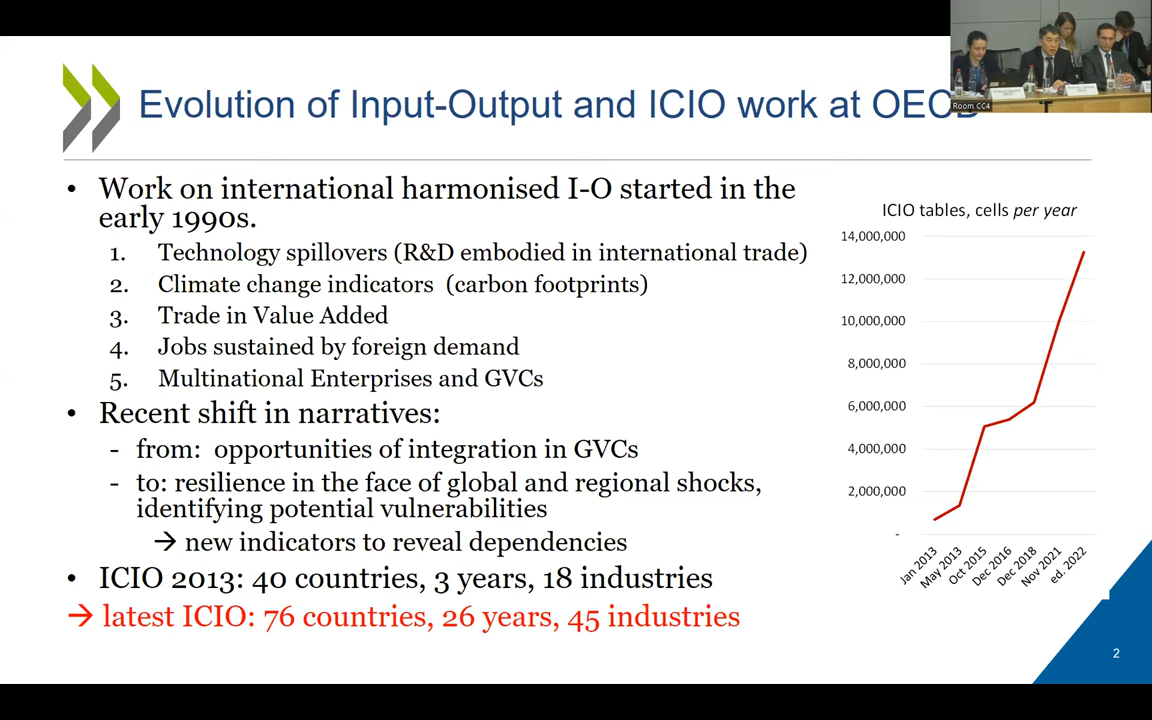 Evolution of Input-Output and ICIO work at OECD
Room CC4
• Work on international harmonised I-O started in the
early 1990s.
1. Technology spillovers (R&D embodied in international trade)
2. Climate change indicators (carbon footprints)
3. Trade in Value Added
4. Jobs sustained by foreign demand
5. Multinational Enterprises and GVCs
• Recent shift in narratives:
- from: opportunities of integration in GVCs
- to: resilience in the face of global and regional shocks,
identifying potential vulnerabilities
→ new indicators to reveal dependencies
• ICIO 2013: 40 countries, 3 years, 18 industries
→ latest ICIO: 76 countries, 26 years, 45 industries
ICIO tables, cells per year
14,000,000
12,000,000
10,000,000
8,000,000
6,000,000
4,000,000
2,000,000
-
Jan 2013
May 2013
Oct 2015
Dec 2016
Dec 2018
Nov 2021
ed. 2022
2